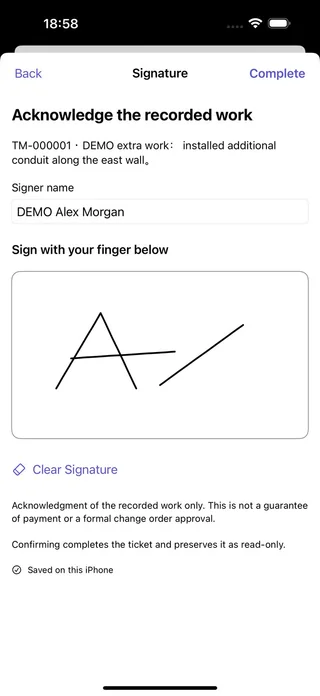 18:58
Back Signature Complete
Acknowledge the recorded work
TM-000001 · DEMO extra work： installed additional
conduit along the east wall。
Signer name
DEMO Alex Morgan
Sign with your finger below
Clear Signature
Acknowledgment of the recorded work only. This is not a guarantee
of payment or a formal change order approval.
Confirming completes the ticket and preserves it as read-only.
Saved on this iPhone